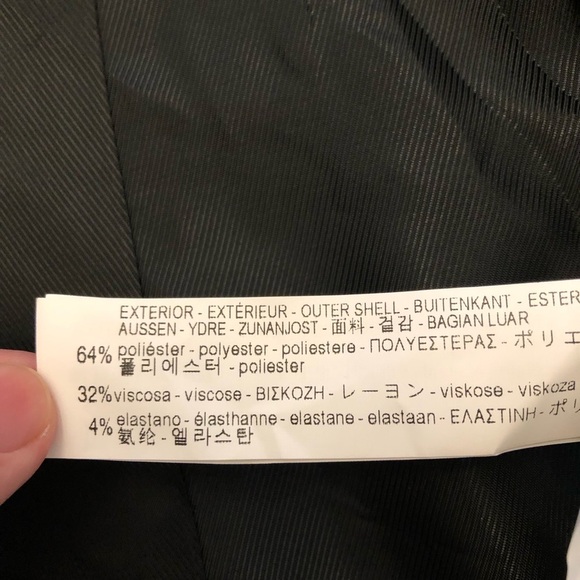 EXTERIOR - EXTÉRIEUR - OUTER SHELL - BUITENKANT - ESTER
AUSSEN - YDRE - ZUNANJOST - 面料 - 겉감 - BAGIAN LUAR
64% poliéster - polyester - poliestere - ΠΟΛΥΕΣΤΕΡΑΣ - ポリエ
폴리에스터 - poliester
32% viscosa - viscose - ΒΙΣΚΟΖΗ - レーヨン - viskose - viskoza
4% elastano - élasthanne - elastane - elastaan - ΕΛΑΣΤΙΝΗ - ポリ
氨纶 - 엘라스탄